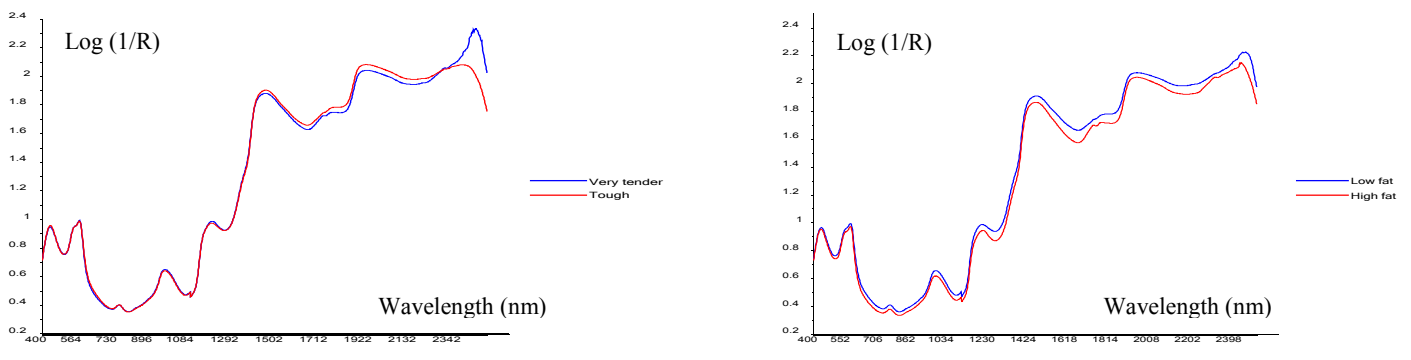 2.4
Log (1/R)
2.2
2
1.8
1.6
1.4
1.2
1
0.8
0.6
0.4
0.2
Very tender
Tough
Wavelength (nm)
400 564 730 896 1084 1292 1502 1712 1922 2132 2342
2.4
Log (1/R)
2.2
2
1.8
1.6
1.4
1.2
1
0.8
0.6
0.4
0.2
Low fat
High fat
Wavelength (nm)
400 552 706 862 1034 1230 1424 1618 1814 2008 2202 2398